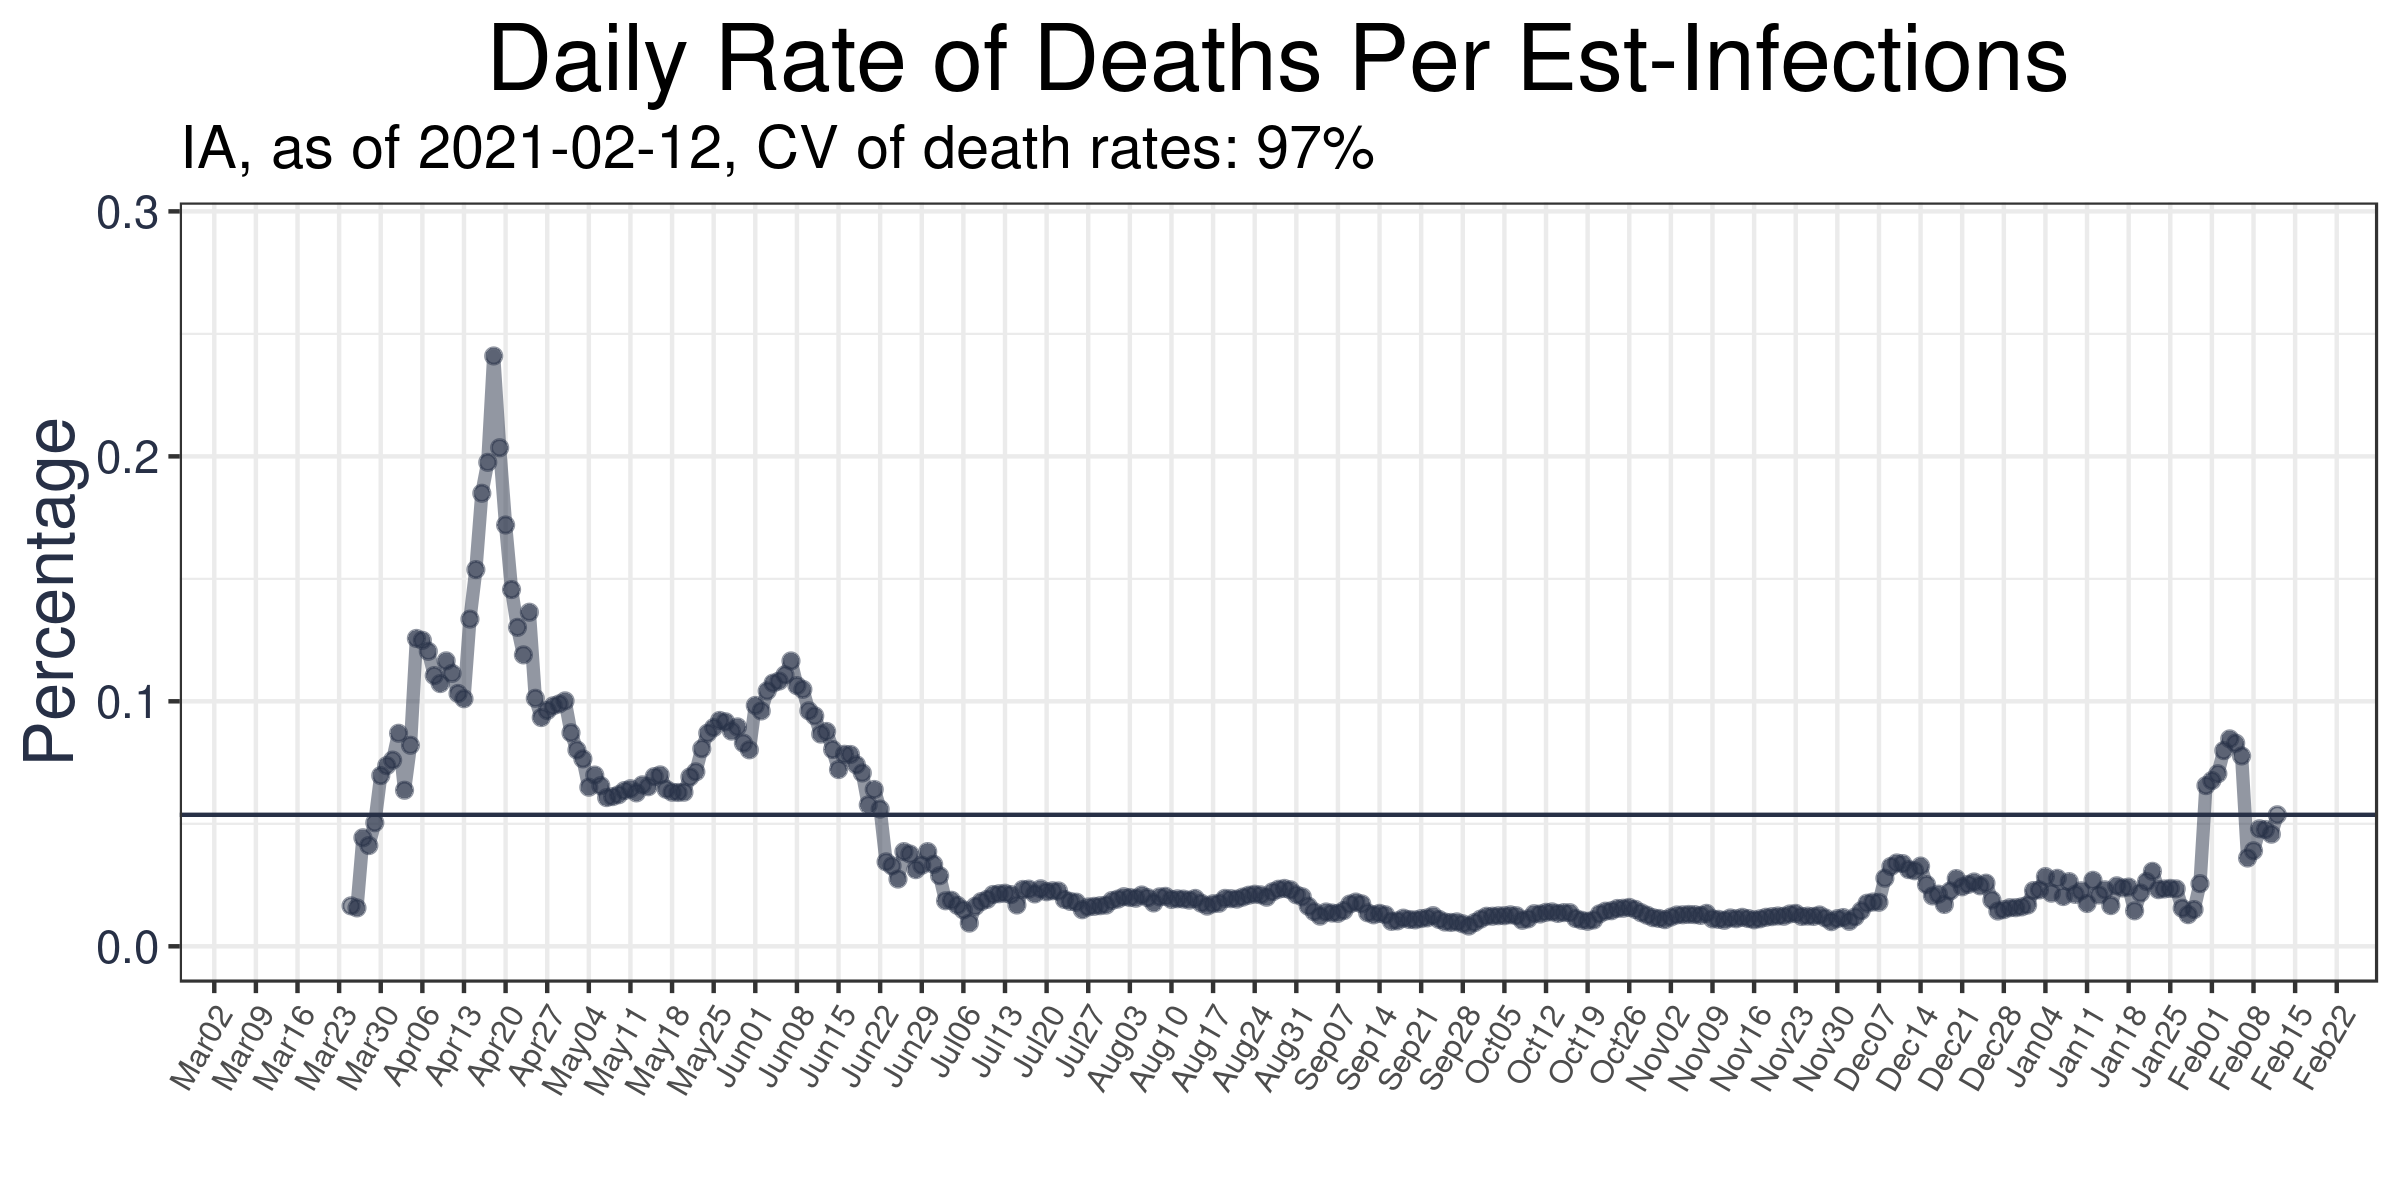 Daily Rate of Deaths Per Est-Infections
IA, as of 2021-02-12, CV of death rates: 97%
Percentage
0.3
0.2
0.1
0.0
Mar02
Mar09
Mar16
Mar23
Mar30
Apr06
Apr13
Apr20
Apr27
May04
May11
May18
May25
Jun01
Jun08
Jun15
Jun22
Jun29
Jul06
Jul13
Jul20
Jul27
Aug03
Aug10
Aug17
Aug24
Aug31
Sep07
Sep14
Sep21
Sep28
Oct05
Oct12
Oct19
Oct26
Nov02
Nov09
Nov16
Nov23
Nov30
Dec07
Dec14
Dec21
Dec28
Jan04
Jan11
Jan18
Jan25
Feb01
Feb08
Feb15
Feb22